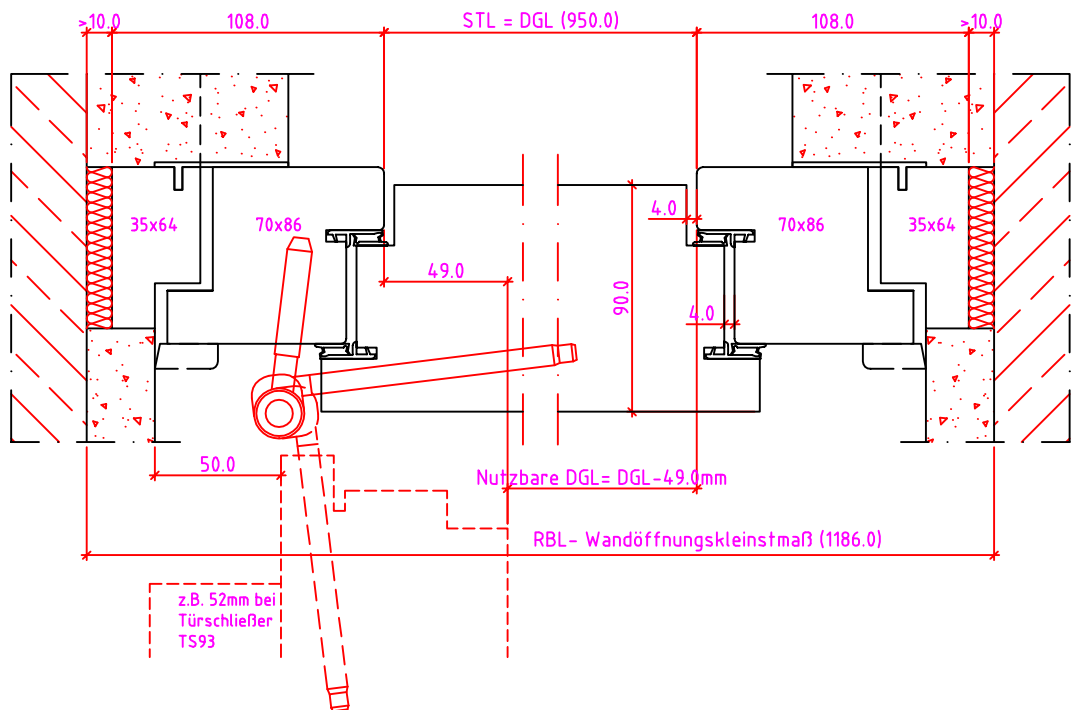 >10.0
108.0
STL = DGL (950.0)
108.0
>10.0
35x64
70x86
4.0
70x86
35x64
49.0
90.0
4.0
50.0
Nutzbare DGL= DGL-49.0mm
RBL- Wandöffnungskleinstmaß (1186.0)
z.B. 52mm bei
Türschließer
TS93